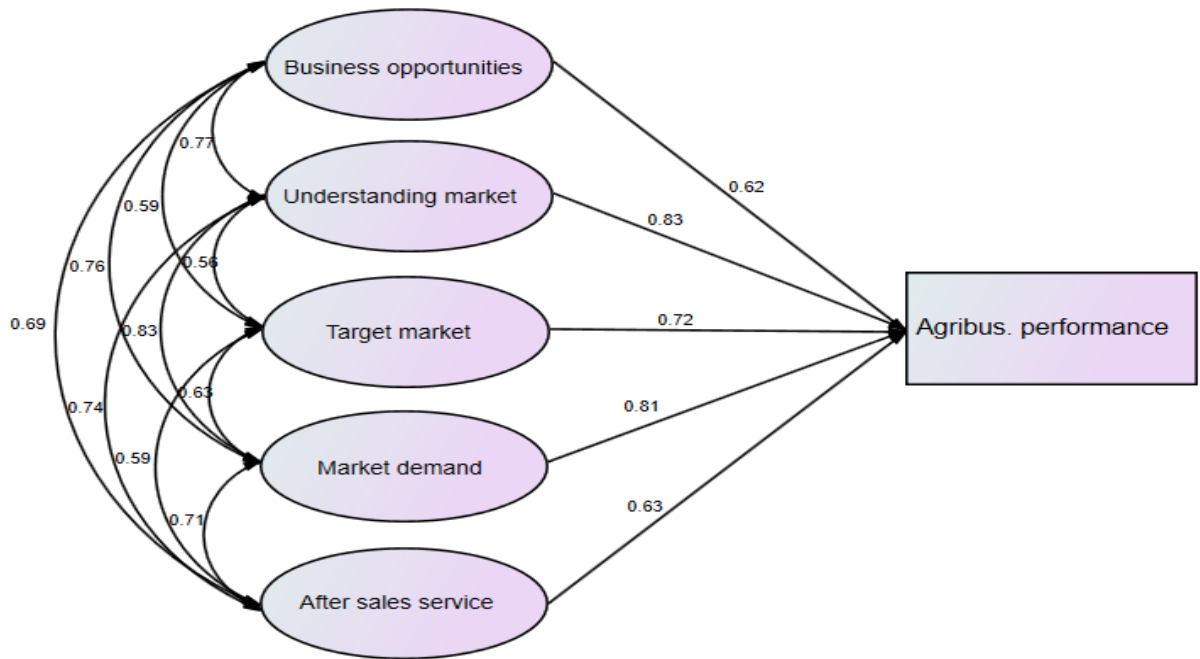 Business opportunities
0.77
0.62
Understanding market
0.83
0.59
0.56
0.76
0.69
0.83
Target market
0.72
Agribus. performance
0.63
0.74
0.81
0.59
Market demand
0.71
0.63
After sales service